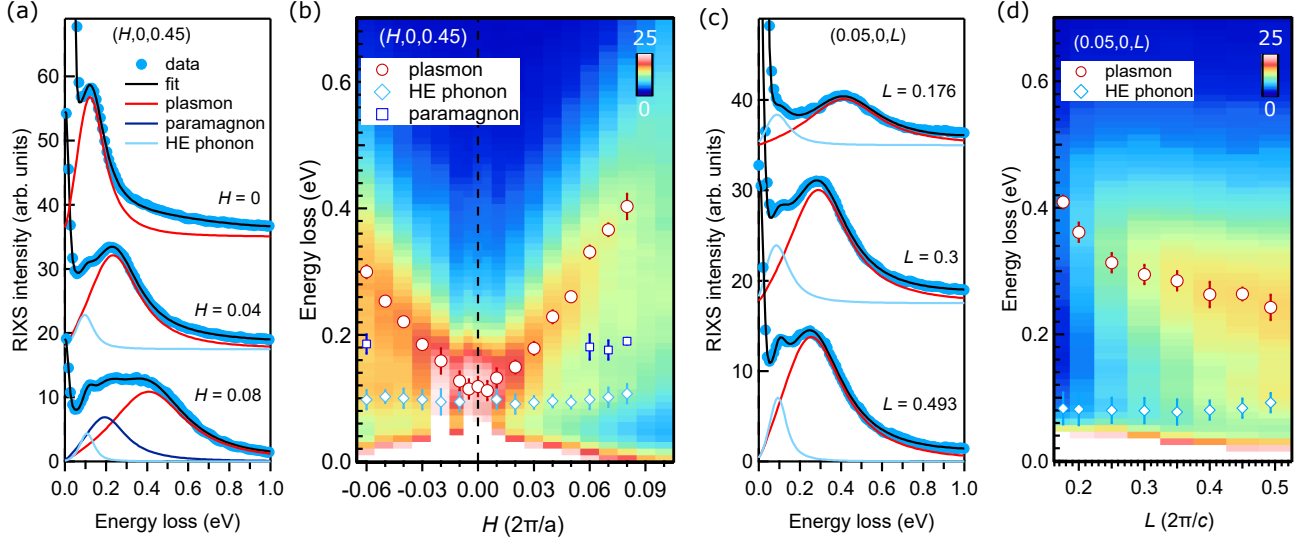 (a)
(H,0,0.45)
data
fit
plasmon
paramagnon
HE phonon
H = 0
H = 0.04
H = 0.08
60
50
40
30
20
10
0
RIXS intensity (arb. units)
0.0 0.2 0.4 0.6 0.8 1.0
Energy loss (eV)
(b)
(H,0,0.45)
25
0
plasmon
HE phonon
paramagnon
0.6
0.4
0.2
0.0
Energy loss (eV)
-0.06 -0.03 0.00 0.03 0.06 0.09
H (2π/a)
(c)
(0.05,0,L)
L = 0.176
L = 0.3
L = 0.493
40
30
20
10
0
RIXS intensity (arb. units)
0.0 0.2 0.4 0.6 0.8 1.0
Energy loss (eV)
(d)
(0.05,0,L)
25
0
plasmon
HE phonon
0.6
0.4
0.2
0.0
Energy loss (eV)
0.2 0.3 0.4 0.5
L (2π/c)